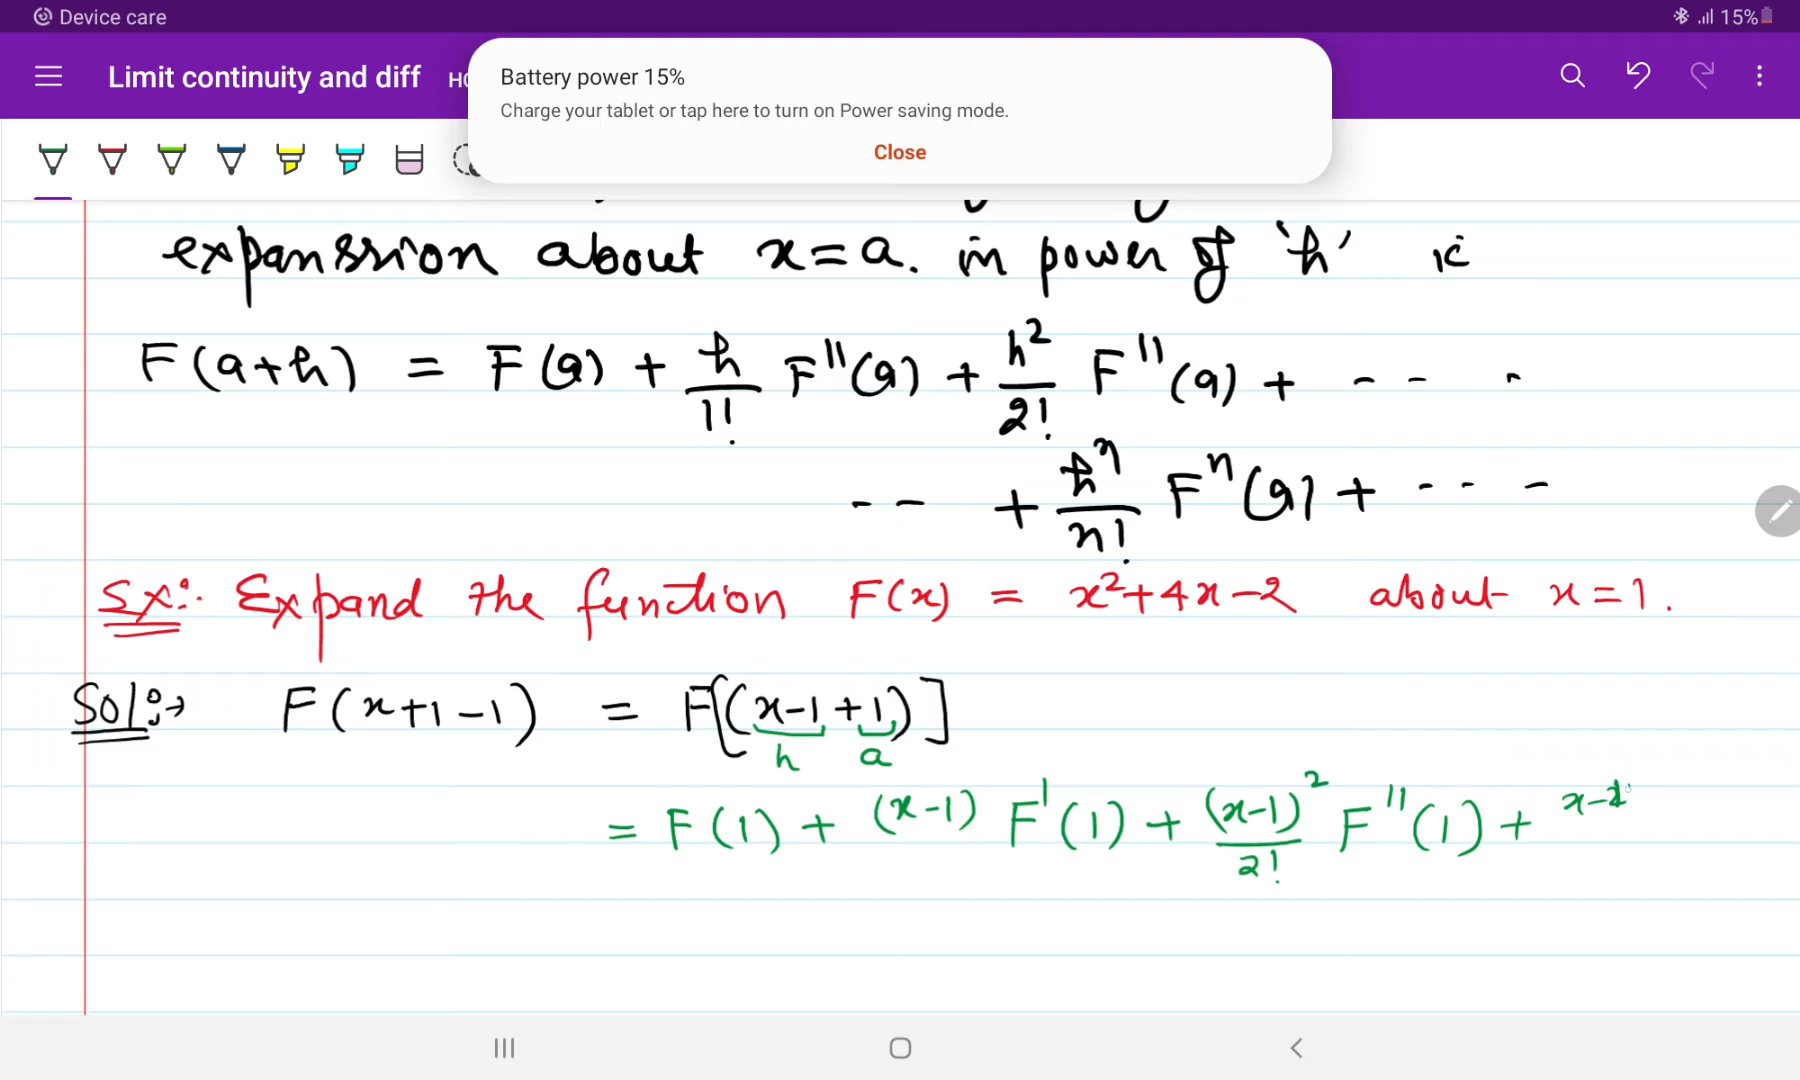 Device care
15%
Limit continuity and diff
Battery power 15%
Charge your tablet or tap here to turn on Power saving mode.
Close
expanssion about x = a. in power of 'h' is
F(a+h) = F(a) + h/1! F''(a) + h²/2! F''(a) + -- -
-- + hⁿ/n! Fⁿ(a) + -- -
Ex:- Expand the function F(x) = x²+4x-2 about x=1.
Sol:→ F(x+1-1) = F[(x-1+1)]
h a
= F(1) + (x-1) F'(1) + (x-1)²/2! F''(1) +